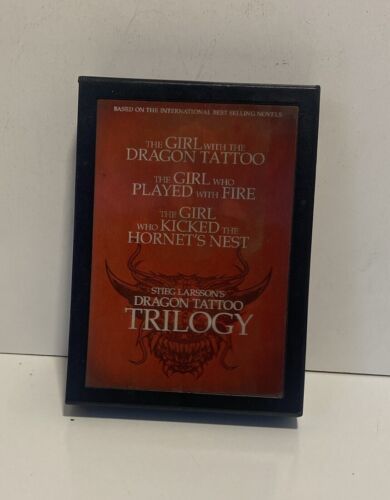 BASED ON THE INTERNATIONAL BEST SELLING NOVELS
THE GIRL WITH THE
DRAGON TATTOO
THE GIRL WHO
PLAYED WITH FIRE
THE GIRL
WHO KICKED THE
HORNET'S NEST
STIEG LARSSON'S
DRAGON TATTOO
TRILOGY